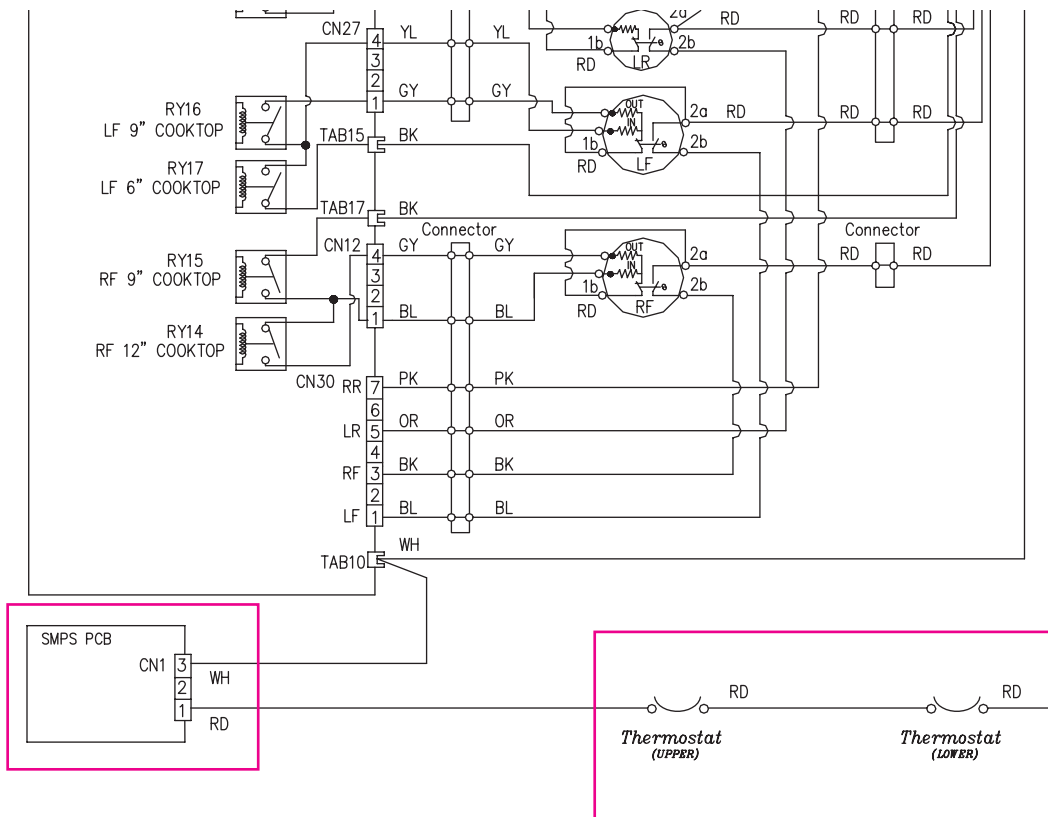 2a RD RD RD
CN27 4 YL YL
1b 2b
3 RD LR
2
1 GY GY
RY16
LF 9" COOKTOP
OUT 2a RD RD RD
IN
TAB15 BK 1b 2b
RD LF
RY17
LF 6" COOKTOP
TAB17 BK
Connector Connector
CN12 4 GY GY OUT 2a RD RD
RY15
RF 9" COOKTOP
3 IN
2 1b 2b
1 BL BL RD RF
RY14
RF 12" COOKTOP
CN30 RR 7 PK PK
6
LR 5 OR OR
4
RF 3 BK BK
2
LF 1 BL BL
WH
TAB10
SMPS PCB
CN1 3 WH
2
1 RD
RD RD
Thermostat Thermostat
(UPPER) (LOWER)